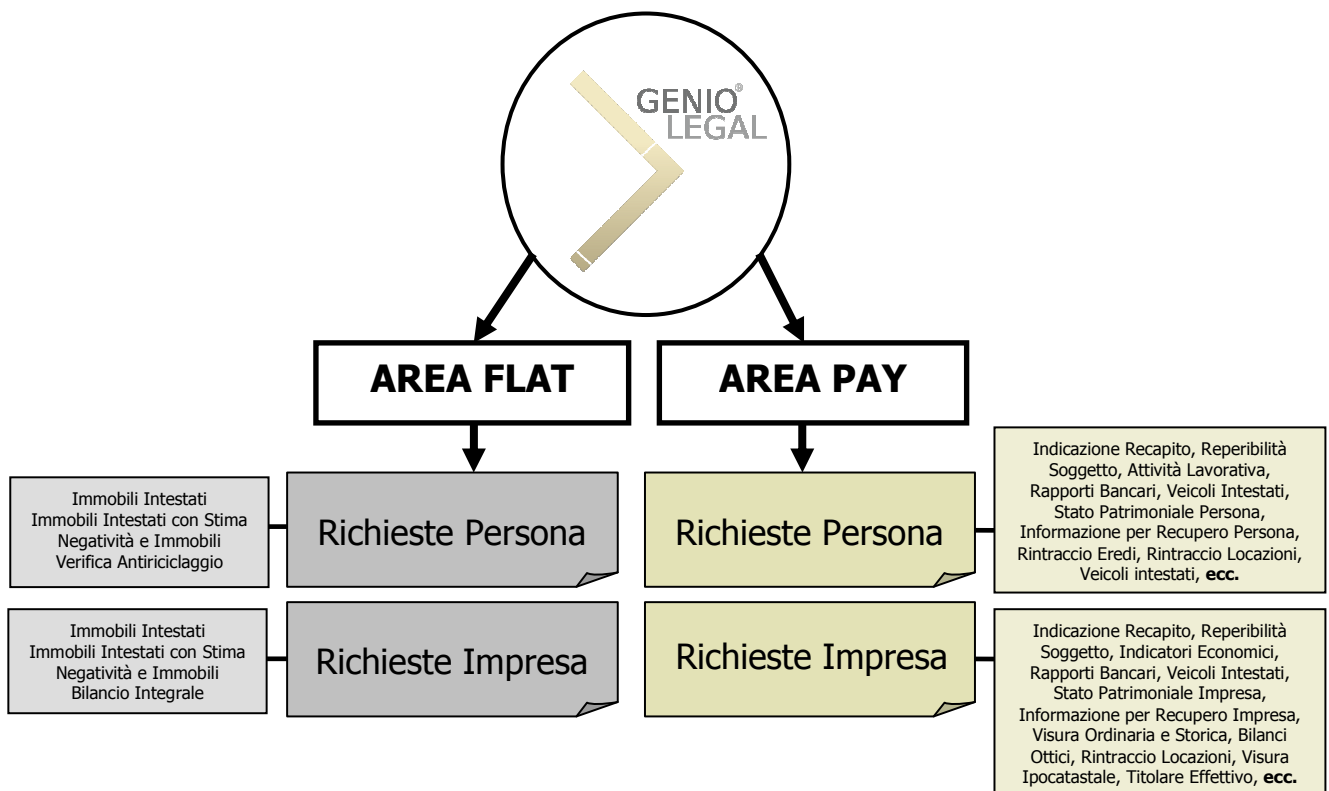 GENIO®
LEGAL
AREA FLAT
AREA PAY
Immobili Intestati
Immobili Intestati con Stima
Negatività e Immobili
Verifica Antiriciclaggio
Richieste Persona
Richieste Persona
Indicazione Recapito, Reperibilità
Soggetto, Attività Lavorativa,
Rapporti Bancari, Veicoli Intestati,
Stato Patrimoniale Persona,
Informazione per Recupero Persona,
Rintraccio Eredi, Rintraccio Locazioni,
Veicoli intestati, ecc.
Immobili Intestati
Immobili Intestati con Stima
Negatività e Immobili
Bilancio Integrale
Richieste Impresa
Richieste Impresa
Indicazione Recapito, Reperibilità
Soggetto, Indicatori Economici,
Rapporti Bancari, Veicoli Intestati,
Stato Patrimoniale Impresa,
Informazione per Recupero Impresa,
Visura Ordinaria e Storica, Bilanci
Ottici, Rintraccio Locazioni, Visura
Ipocatastale, Titolare Effettivo, ecc.